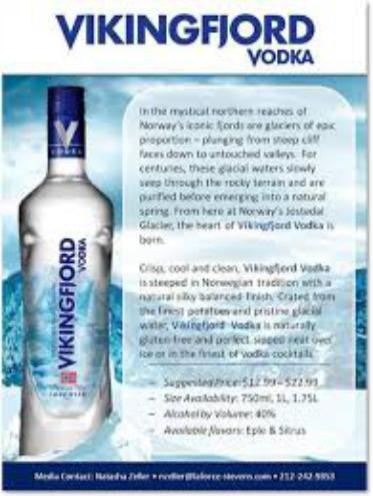 VIKINGFJORD
VODKA
In the mystical northern reaches of
Norway's iconic fjords are glaciers of epic
proportion – plunging from steep cliff
faces down to untouched valleys. For
centuries, these glacial waters slowly
seep through the rocky terrain and are
purified before emerging into a natural
spring. From here at Norway's Jostedal
Glacier, the heart of Vikingfjord Vodka is
born.
Crisp, cool and clean, Vikingfjord Vodka
is steeped in Norwegian tradition with a
natural silky balanced finish. Crated from
the finest potatoes and pristine glacial
water, Vikingfjord Vodka is naturally
gluten-free and perfect sipped neat over
ice or in the finest of vodka cocktails.
– Suggested Price: $12.99 – $22.99
– Size Availability: 750ml, 1L, 1.75L
– Alcohol by Volume: 40%
– Available flavors: Eple & Sitrus
V
VODKA
VIKINGFJORD
VODKA
IMPORTED
Media Contact: Natasha Zeller • nzeller@laforce-stevens.com • 212-242-9353